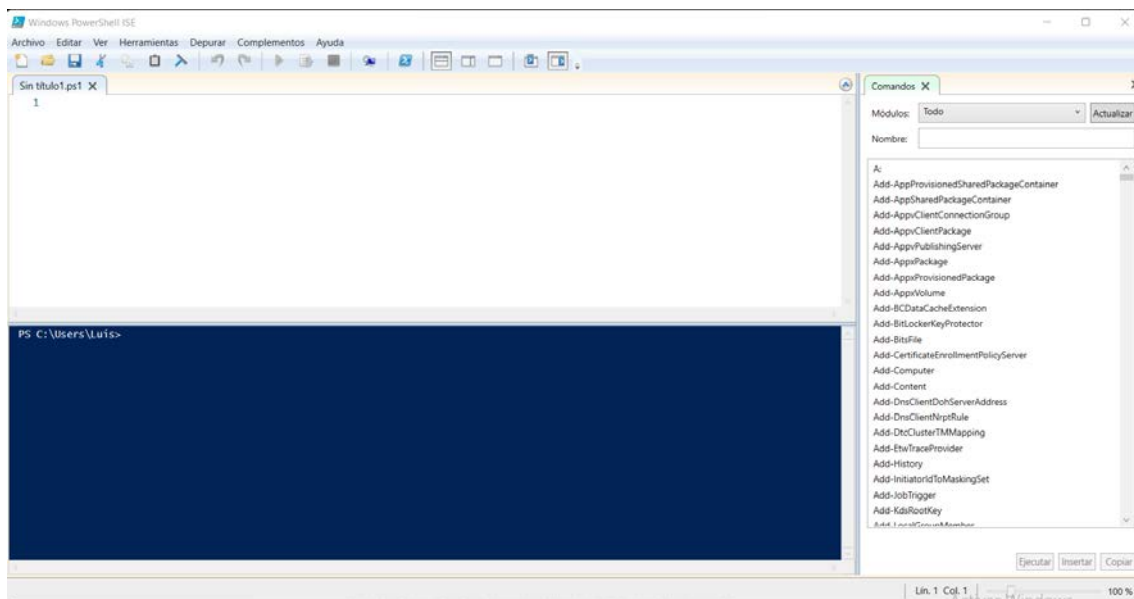 Windows PowerShell ISE
Archivo Editar Ver Herramientas Depurar Complementos Ayuda
Sin título1.ps1 X
1
PS C:\Users\Luis>
Comandos X
Módulos: Todo Actualizar
Nombre:
A:
Add-AppProvisionedSharedPackageContainer
Add-AppSharedPackageContainer
Add-AppvClientConnectionGroup
Add-AppvClientPackage
Add-AppvPublishingServer
Add-AppxPackage
Add-AppxProvisionedPackage
Add-AppxVolume
Add-BCDataCacheExtension
Add-BitLockerKeyProtector
Add-BitsFile
Add-CertificateEnrollmentPolicyServer
Add-Computer
Add-Content
Add-DnsClientDohServerAddress
Add-DnsClientNrptRule
Add-DtcClusterTMMapping
Add-EtwTraceProvider
Add-History
Add-InitiatorIdToMaskingSet
Add-JobTrigger
Add-KdsRootKey
Add-LocalGroupMember
Ejecutar Insertar Copiar
Lín. 1 Col. 1 100 %